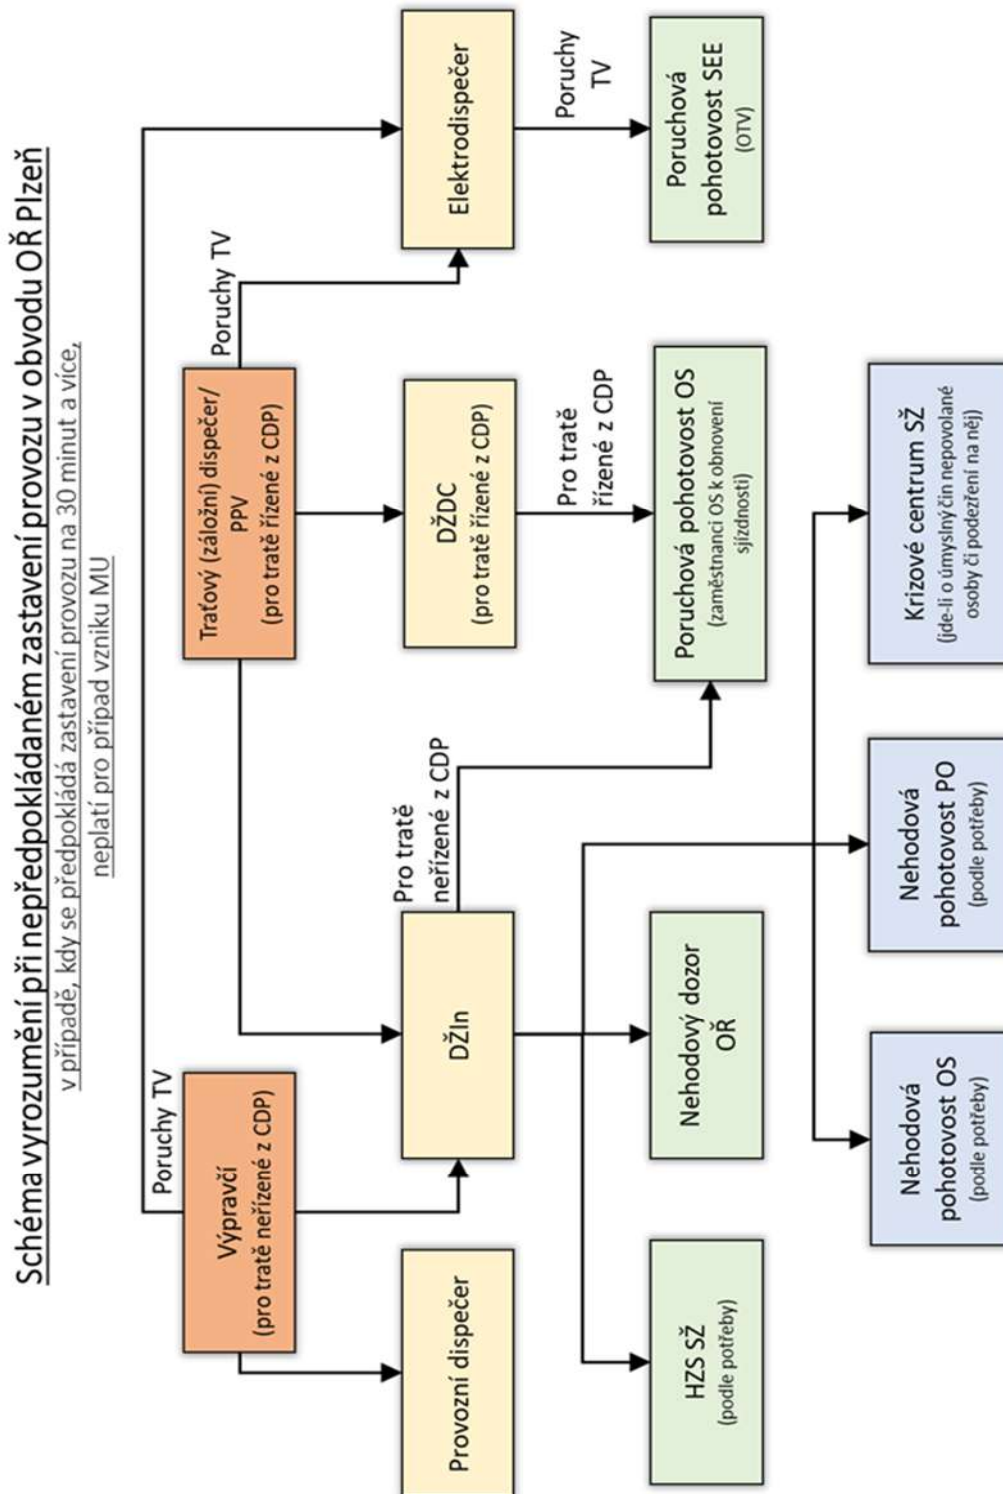 Schéma vyrozumění při nepředpokládaném zastavení provozu v obvodu OŘ Plzeň
v případě, kdy se předpokládá zastavení provozu na 30 minut a více,
neplatí pro případ vzniku MU
Poruchy TV
Výpravčí
(pro tratě neřízené z CDP)
Traťový (záložní) dispečer/
PPV
(pro tratě řízené z CDP)
Poruchy TV
Provozní dispečer
DŽIn
Pro tratě
neřízené z CDP
DŽDC
(pro tratě řízené z CDP)
Elektrodispečer
Pro tratě
řízené z CDP
Poruchy
TV
HZS SŽ
(podle potřeby)
Nehodový dozor
OŘ
Poruchová pohotovost OS
(zaměstnanci OS k obnovení
sjízdnosti)
Poruchová
pohotovost SEE
(OTV)
Nehodová
pohotovost OS
(podle potřeby)
Nehodová
pohotovost PO
(podle potřeby)
Krizové centrum SŽ
(jde-li o úmyslný čin nepovolané
osoby či podezření na něj)